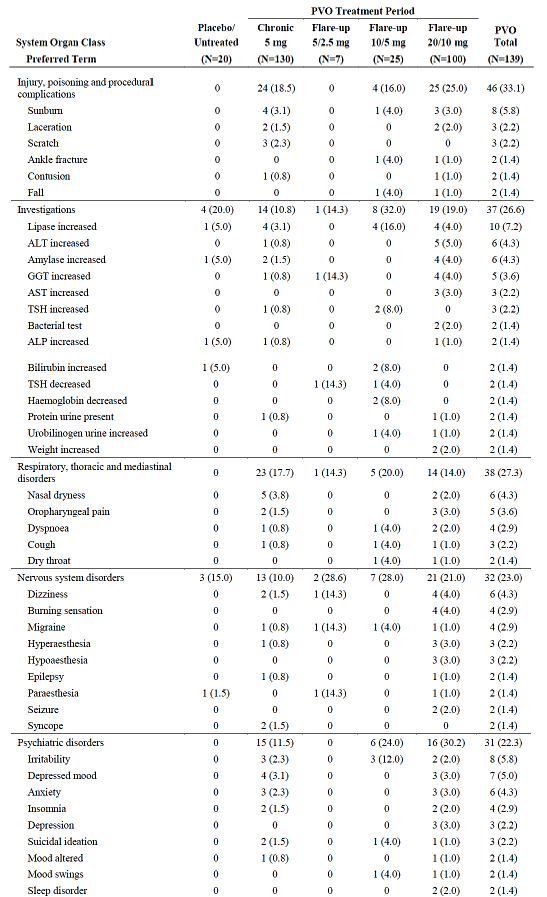 PVO Treatment Period
Placebo/ Chronic Flare-up Flare-up Flare–up PVO
System Organ Class Untreated 5 mg 5/2.5 mg 10/5 mg 20/10 mg Total
Preferred Term (N=20) (N=130) (N=7) (N=25) (N=100) (N=139)
Injury, poisoning and procedural
complications 0 24 (18.5) 0 4 (16.0) 25 (25.0) 46 (33.1)
Sunburn 0 4 (3.1) 0 1 (4.0) 3 (3.0) 8 (5.8)
Laceration 0 2 (1.5) 0 0 2 (2.0) 3 (2.2)
Scratch 0 3 (2.3) 0 0 0 3 (2.2)
Ankle fracture 0 0 0 1 (4.0) 1 (1.0) 2 (1.4)
Contusion 0 1 (0.8) 0 0 1 (1.0) 2 (1.4)
Fall 0 0 0 1 (4.0) 1 (1.0) 2 (1.4)
Investigations 4 (20.0) 14 (10.8) 1 (14.3) 8 (32.0) 19 (19.0) 37 (26.6)
Lipase increased 1 (5.0) 4 (3.1) 0 4 (16.0) 4 (4.0) 10 (7.2)
ALT increased 0 1 (0.8) 0 0 5 (5.0) 6 (4.3)
Amylase increased 1 (5.0) 2 (1.5) 0 0 4 (4.0) 6 (4.3)
GGT increased 0 1 (0.8) 1 (14.3) 0 4 (4.0) 5 (3.6)
AST increased 0 0 0 0 3 (3.0) 3 (2.2)
TSH increased 0 1 (0.8) 0 2 (8.0) 0 3 (2.2)
Bacterial test 0 0 0 0 2 (2.0) 2 (1.4)
ALP increased 1 (5.0) 1 (0.8) 0 0 1 (1.0) 2 (1.4)
Bilirubin increased 1 (5.0) 0 0 2 (8.0) 0 2 (1.4)
TSH decreased 0 0 1 (14.3) 1 (4.0) 0 2 (1.4)
Haemoglobin decreased 0 0 0 2 (8.0) 0 2 (1.4)
Protein urine present 0 1 (0.8) 0 0 1 (1.0) 2 (1.4)
Urobilinogen urine increased 0 0 0 1 (4.0) 1 (1.0) 2 (1.4)
Weight increased 0 0 0 0 2 (2.0) 2 (1.4)
Respiratory, thoracic and mediastinal
disorders 0 23 (17.7) 1 (14.3) 5 (20.0) 14 (14.0) 38 (27.3)
Nasal dryness 0 5 (3.8) 0 0 2 (2.0) 6 (4.3)
Oropharyngeal pain 0 2 (1.5) 0 0 3 (3.0) 5 (3.6)
Dyspnoea 0 1 (0.8) 0 1 (4.0) 2 (2.0) 4 (2.9)
Cough 0 1 (0.8) 0 1 (4.0) 1 (1.0) 3 (2.2)
Dry throat 0 0 0 1 (4.0) 1 (1.0) 2 (1.4)
Nervous system disorders 3 (15.0) 13 (10.0) 2 (28.6) 7 (28.0) 21 (21.0) 32 (23.0)
Dizziness 0 2 (1.5) 1 (14.3) 0 4 (4.0) 6 (4.3)
Burning sensation 0 0 0 0 4 (4.0) 4 (2.9)
Migraine 0 1 (0.8) 1 (14.3) 1 (4.0) 1 (1.0) 4 (2.9)
Hyperaesthesia 0 1 (0.8) 0 0 3 (3.0) 3 (2.2)
Hypoaesthesia 0 0 0 0 3 (3.0) 3 (2.2)
Epilepsy 0 1 (0.8) 0 0 1 (1.0) 2 (1.4)
Paraesthesia 1 (1.5) 0 1 (14.3) 0 1 (1.0) 2 (1.4)
Seizure 0 0 0 0 2 (2.0) 2 (1.4)
Syncope 0 2 (1.5) 0 0 0 2 (1.4)
Psychiatric disorders 0 15 (11.5) 0 6 (24.0) 16 (30.2) 31 (22.3)
Irritability 0 3 (2.3) 0 3 (12.0) 2 (2.0) 8 (5.8)
Depressed mood 0 4 (3.1) 0 0 3 (3.0) 7 (5.0)
Anxiety 0 3 (2.3) 0 0 3 (3.0) 6 (4.3)
Insomnia 0 2 (1.5) 0 0 2 (2.0) 4 (2.9)
Depression 0 0 0 0 3 (3.0) 3 (2.2)
Suicidal ideation 0 2 (1.5) 0 1 (4.0) 1 (1.0) 3 (2.2)
Mood altered 0 1 (0.8) 0 0 1 (1.0) 2 (1.4)
Mood swings 0 0 0 1 (4.0) 1 (1.0) 2 (1.4)
Sleep disorder 0 0 0 0 2 (2.0) 2 (1.4)